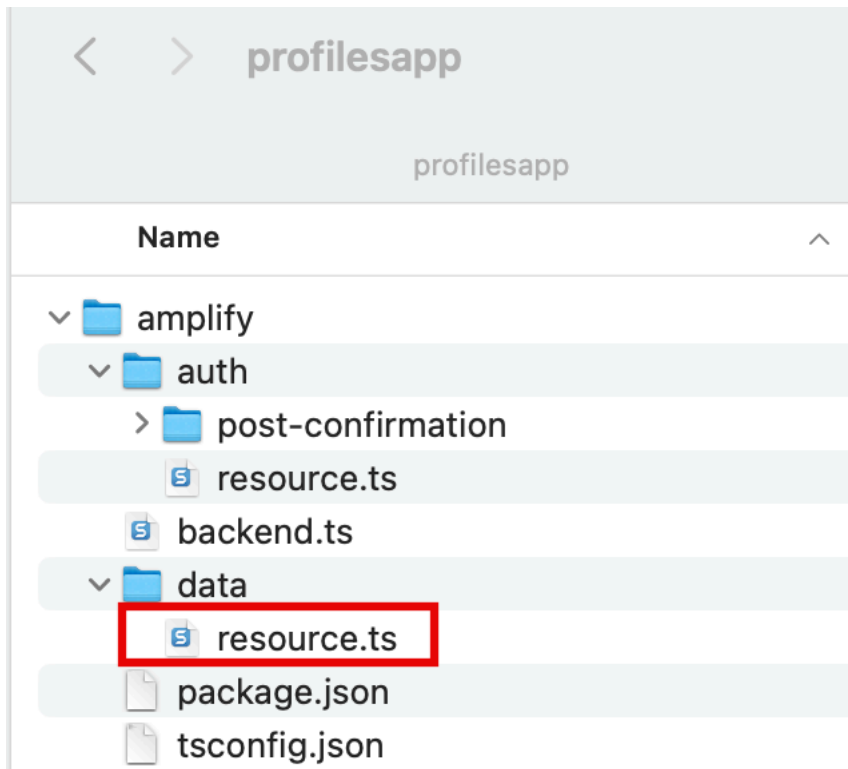 profilesapp
profilesapp
Name
amplify
auth
post-confirmation
resource.ts
backend.ts
data
resource.ts
package.json
tsconfig.json